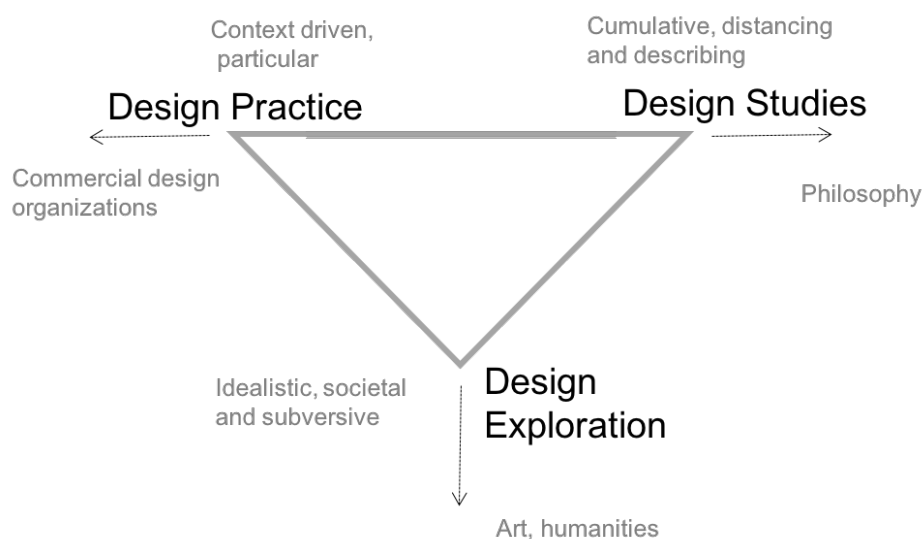 Context driven,
particular
Cumulative, distancing
and describing
Design Practice
Design Studies
Commercial design
organizations
Philosophy
Idealistic, societal
and subversive
Design
Exploration
Art, humanities